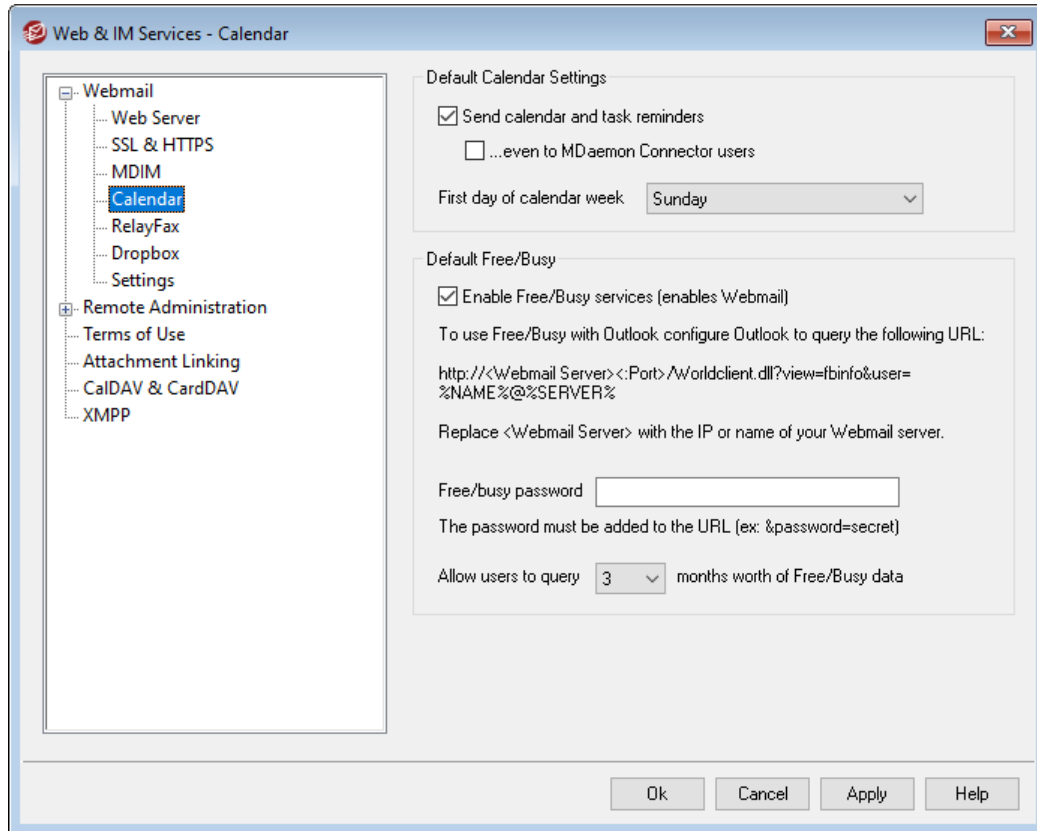 Web & IM Services - Calendar
Webmail
Web Server
SSL & HTTPS
MDIM
Calendar
RelayFax
Dropbox
Settings
Remote Administration
Terms of Use
Attachment Linking
CalDAV & CardDAV
XMPP
Default Calendar Settings
Send calendar and task reminders
...even to MDaemon Connector users
First day of calendar week Sunday
Default Free/Busy
Enable Free/Busy services (enables Webmail)
To use Free/Busy with Outlook configure Outlook to query the following URL:
http://<Webmail Server><:Port>/Worldclient.dll?view=fbinfo&user=
%NAME%@%SERVER%
Replace <Webmail Server> with the IP or name of your Webmail server.
Free/busy password
The password must be added to the URL (ex: &password=secret)
Allow users to query 3 months worth of Free/Busy data
Ok Cancel Apply Help